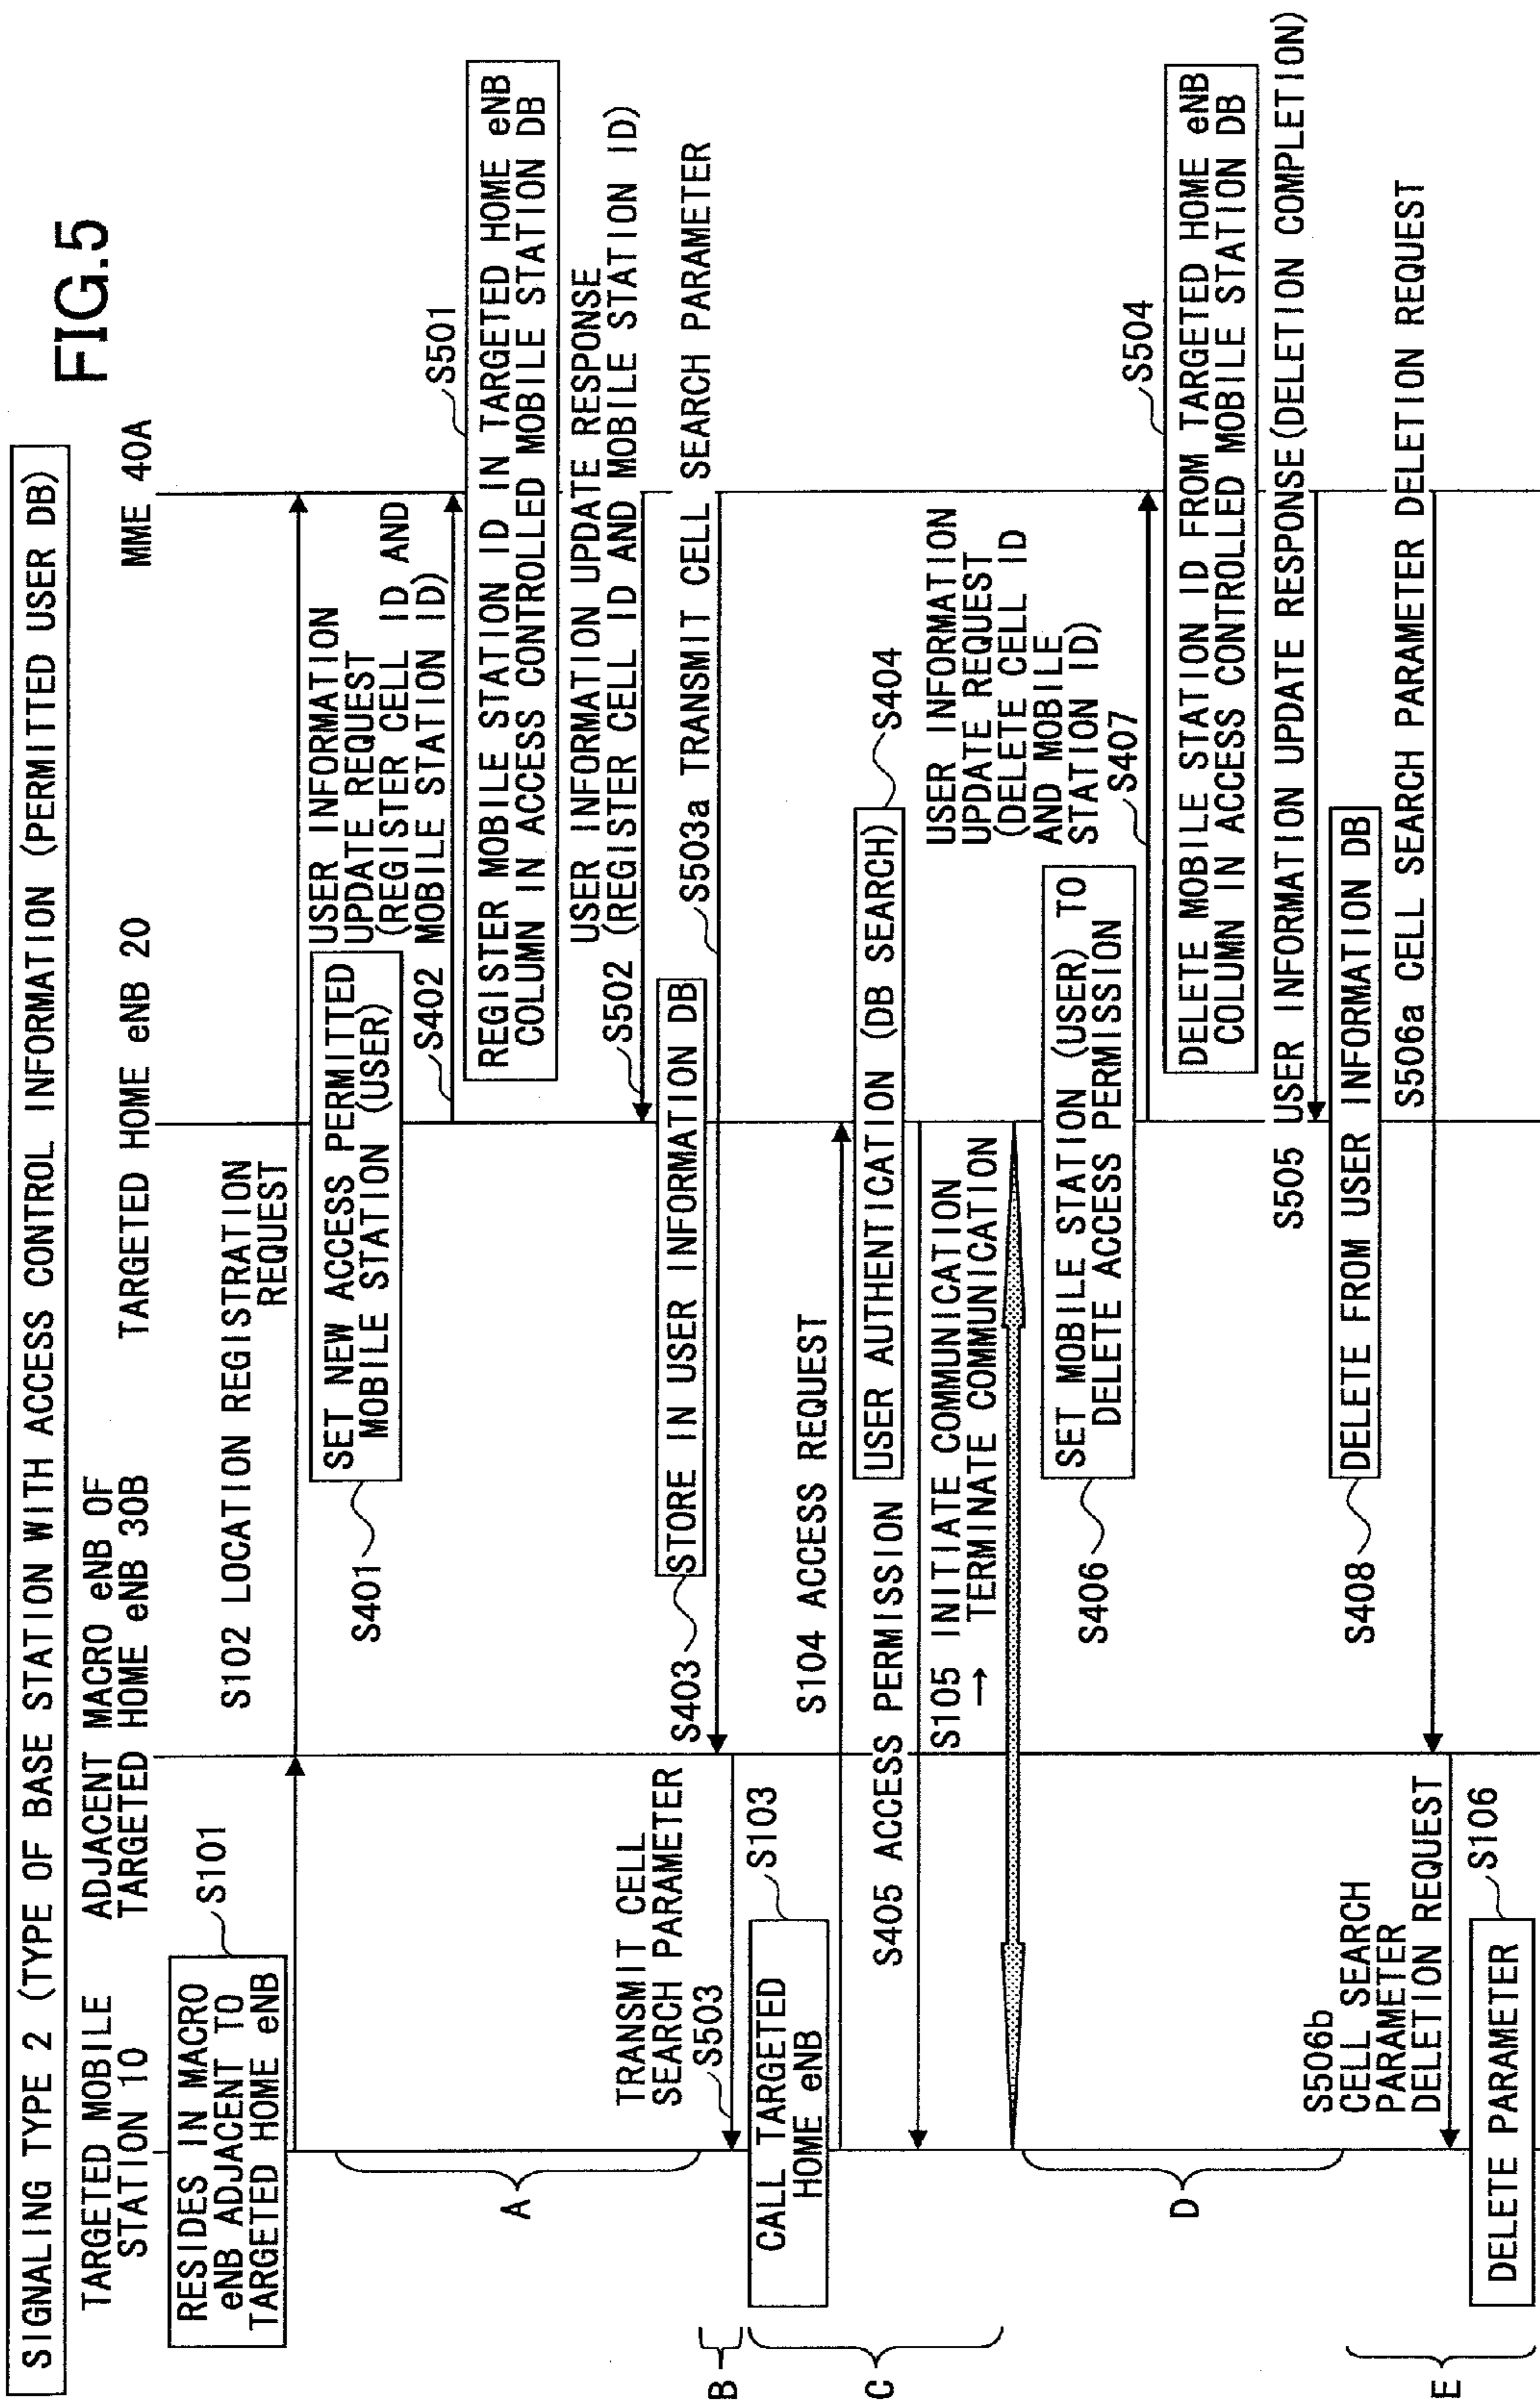 FIG.5
SIGNALING TYPE 2 (TYPE OF BASE STATION WITH ACCESS CONTROL INFORMATION (PERMITTED USER DB)
TARGETED MOBILE
STATION 10
ADJACENT MACRO eNB OF
TARGETED HOME eNB 30B
TARGETED HOME eNB 20
MME 40A
RESIDES IN MACRO
eNB ADJACENT TO
TARGETED HOME eNB
S101
S102 LOCATION REGISTRATION
REQUEST
S401
SET NEW ACCESS PERMITTED
MOBILE STATION (USER)
USER INFORMATION
UPDATE REQUEST
(REGISTER CELL ID AND
S402 MOBILE STATION ID)
S501
REGISTER MOBILE STATION ID IN TARGETED HOME eNB
COLUMN IN ACCESS CONTROLLED MOBILE STATION DB
USER INFORMATION UPDATE RESPONSE
S502 (REGISTER CELL ID AND MOBILE STATION ID)
A
S403
STORE IN USER INFORMATION DB
S503a TRANSMIT CELL SEARCH PARAMETER
TRANSMIT CELL
SEARCH PARAMETER
S503
B
CALL TARGETED
HOME eNB
S103
S104 ACCESS REQUEST
USER AUTHENTICATION (DB SEARCH)
S404
C
S405 ACCESS PERMISSION
S105 INITIATE COMMUNICATION
→ TERMINATE COMMUNICATION
S406
SET MOBILE STATION (USER) TO
DELETE ACCESS PERMISSION
USER INFORMATION
UPDATE REQUEST
(DELETE CELL ID
AND MOBILE
STATION ID)
S407
S504
DELETE MOBILE STATION ID FROM TARGETED HOME eNB
COLUMN IN ACCESS CONTROLLED MOBILE STATION DB
D
S505 USER INFORMATION UPDATE RESPONSE(DELETION COMPLETION)
S408
DELETE FROM USER INFORMATION DB
S506a CELL SEARCH PARAMETER DELETION REQUEST
S506b
CELL SEARCH
PARAMETER
DELETION REQUEST
E
DELETE PARAMETER
S106